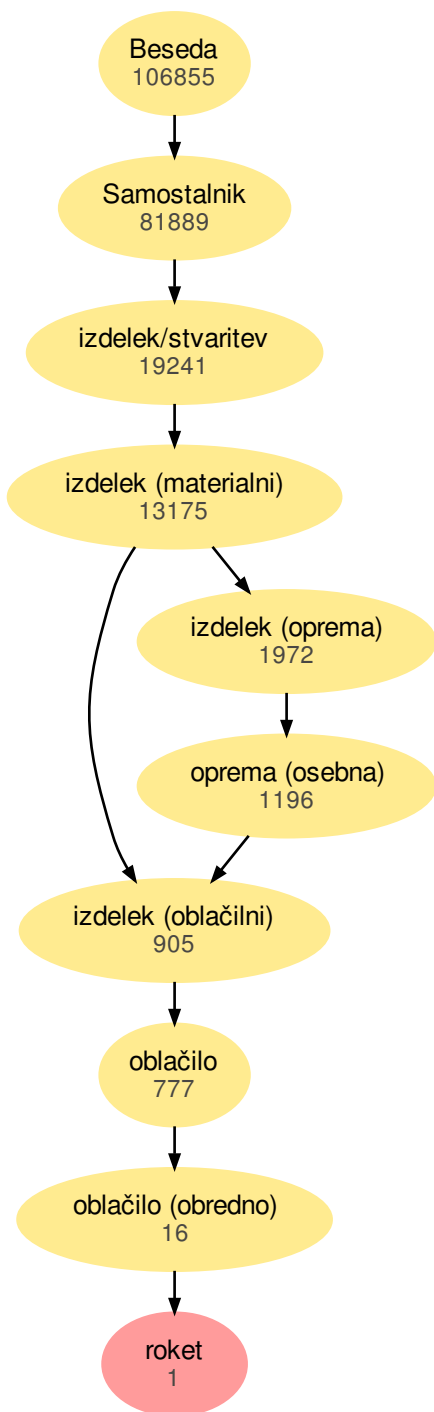 Beseda
106855
Samostalnik
81889
izdelek/stvaritev
19241
izdelek (materialni)
13175
izdelek (oprema)
1972
oprema (osebna)
1196
izdelek (oblačilni)
905
oblačilo
777
oblačilo (obredno)
16
roket
1